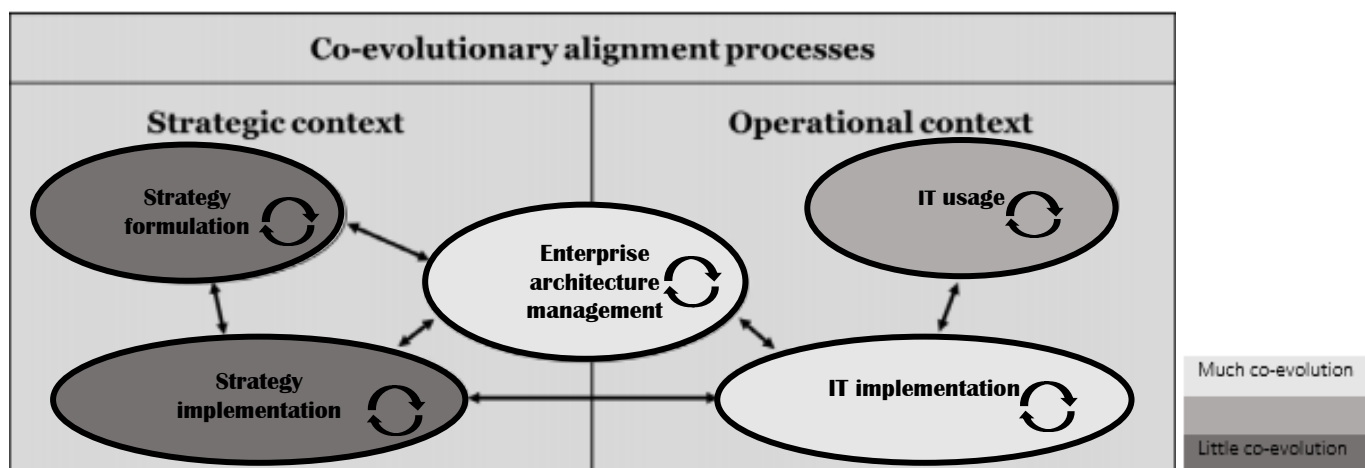 Co-evolutionary alignment processes
Strategic context
Operational context
Strategy
formulation
IT usage
Enterprise
architecture
management
Strategy
implementation
IT implementation
Much co-evolution
Little co-evolution